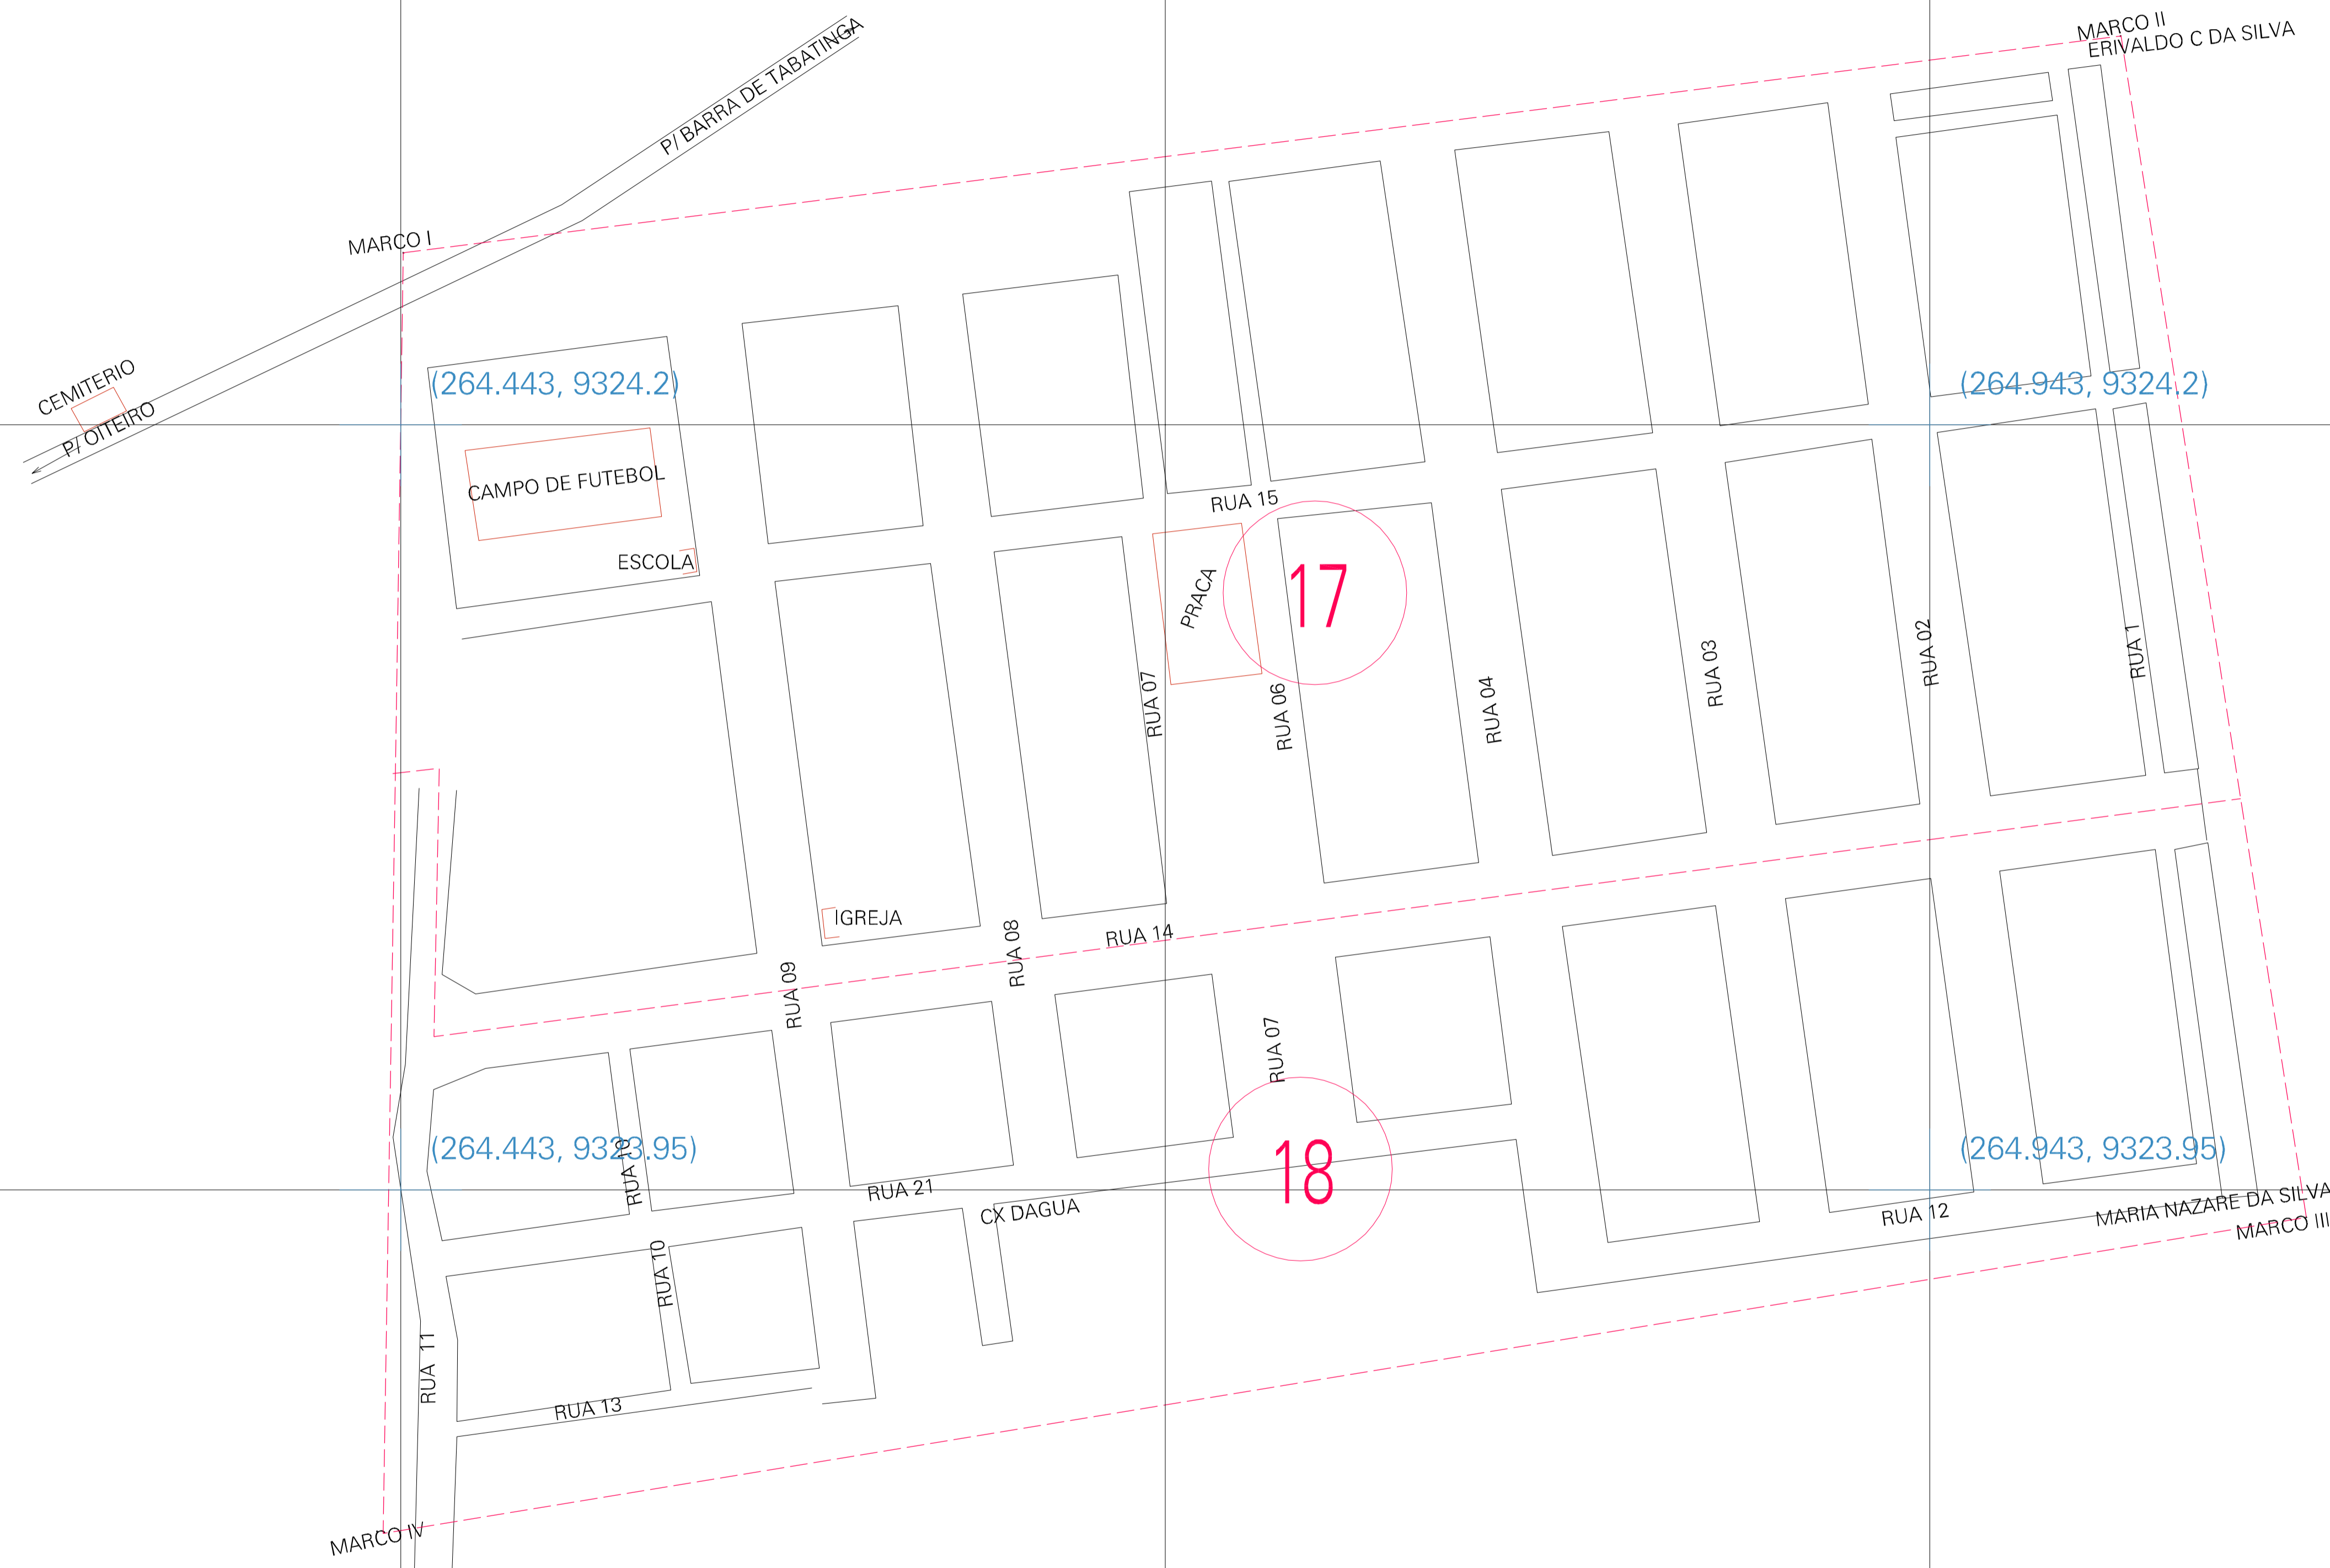 MARCO II
ERIVALDO C DA SILVA
P/ BARRA DE TABATINGA
MARCO I
CEMITERIO
P/ OITEIRO
(264.443, 9324.2)
(264.943, 9324.2)
CAMPO DE FUTEBOL
RUA 15
ESCOLA
PRACA
17
RUA 07
RUA 06
RUA 04
RUA 03
RUA 02
RUA 1
IGREJA
RUA 14
RUA 08
RUA 09
RUA 07
(264.443, 9323.95)
(264.943, 9323.95)
RUA 10
18
RUA 21
CX DAGUA
RUA 12
MARIA NAZARE DA SILVA
MARCO III
RUA 10
RUA 11
RUA 13
MARCO IV